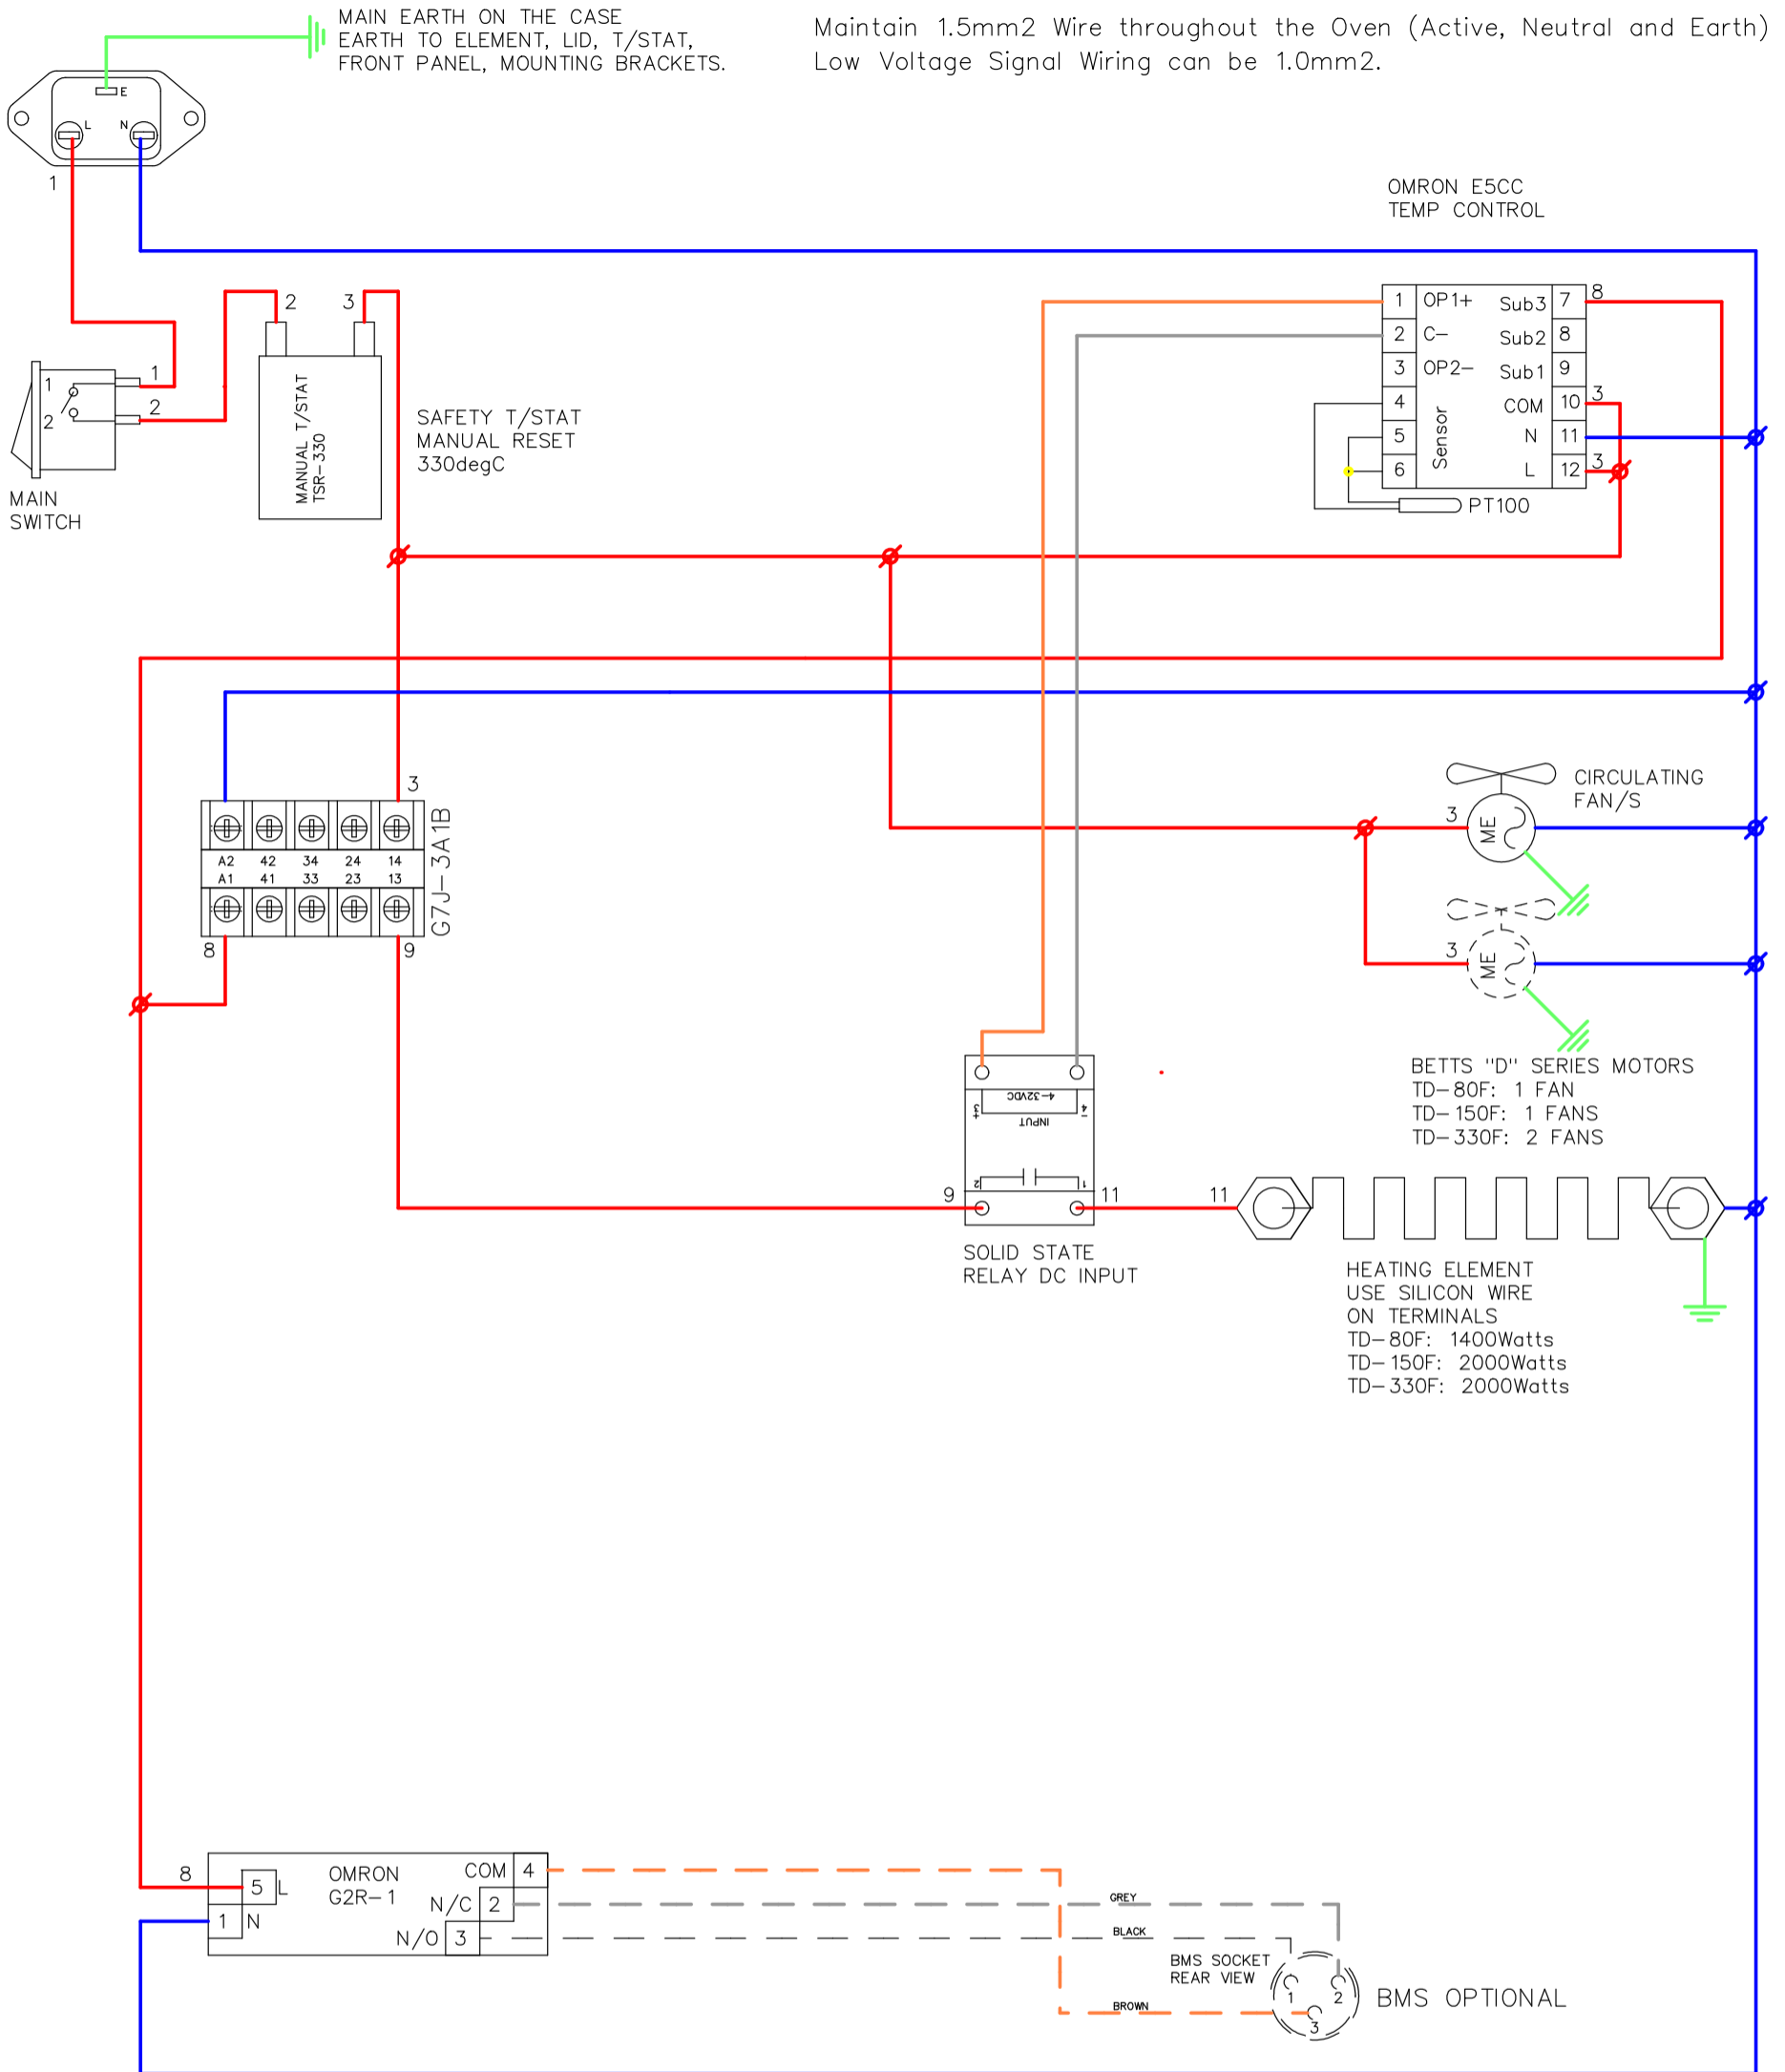 MAIN EARTH ON THE CASE
EARTH TO ELEMENT, LID, T/STAT,
FRONT PANEL, MOUNTING BRACKETS.
Maintain 1.5mm2 Wire throughout the Oven (Active, Neutral and Earth)
Low Voltage Signal Wiring can be 1.0mm2.
E
L
N
1
OMRON E5CC
TEMP CONTROL
2
3
1
2
1
2
MAIN
SWITCH
MANUAL T/STAT
TSR-330
SAFETY T/STAT
MANUAL RESET
330degC
1 OP1+ Sub3 7 8
2 C- Sub2 8
3 OP2- Sub1 9
4 COM 10 3
5 N 11
6 L 12 3
Sensor
PT100
3
A2 42 34 24 14
A1 41 33 23 13
G7J-3A1B
8
9
CIRCULATING
FAN/S
3
ME
3
ME
BETTS "D" SERIES MOTORS
TD-80F: 1 FAN
TD-150F: 1 FANS
TD-330F: 2 FANS
4-32VDC
3+
4-
INPUT
2
1
9
11
11
SOLID STATE
RELAY DC INPUT
HEATING ELEMENT
USE SILICON WIRE
ON TERMINALS
TD-80F: 1400Watts
TD-150F: 2000Watts
TD-330F: 2000Watts
8
5 L
1 N
OMRON
G2R-1
COM 4
N/C 2
N/O 3
GREY
BLACK
BROWN
BMS SOCKET
REAR VIEW
1
2
3
BMS OPTIONAL